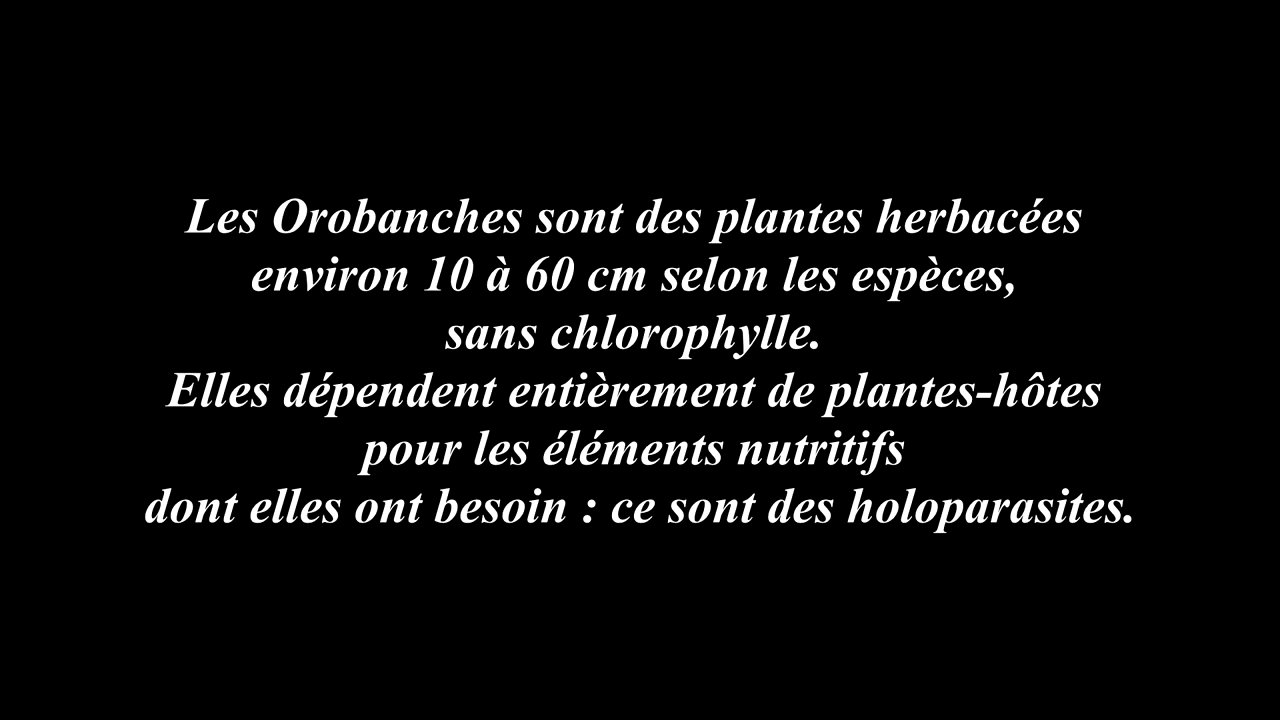 Les Orobanches sont des plantes herbacées
environ 10 à 60 cm selon les espèces,
sans chlorophylle.
Elles dépendent entièrement de plantes-hôtes
pour les éléments nutritifs
dont elles ont besoin : ce sont des holoparasites.